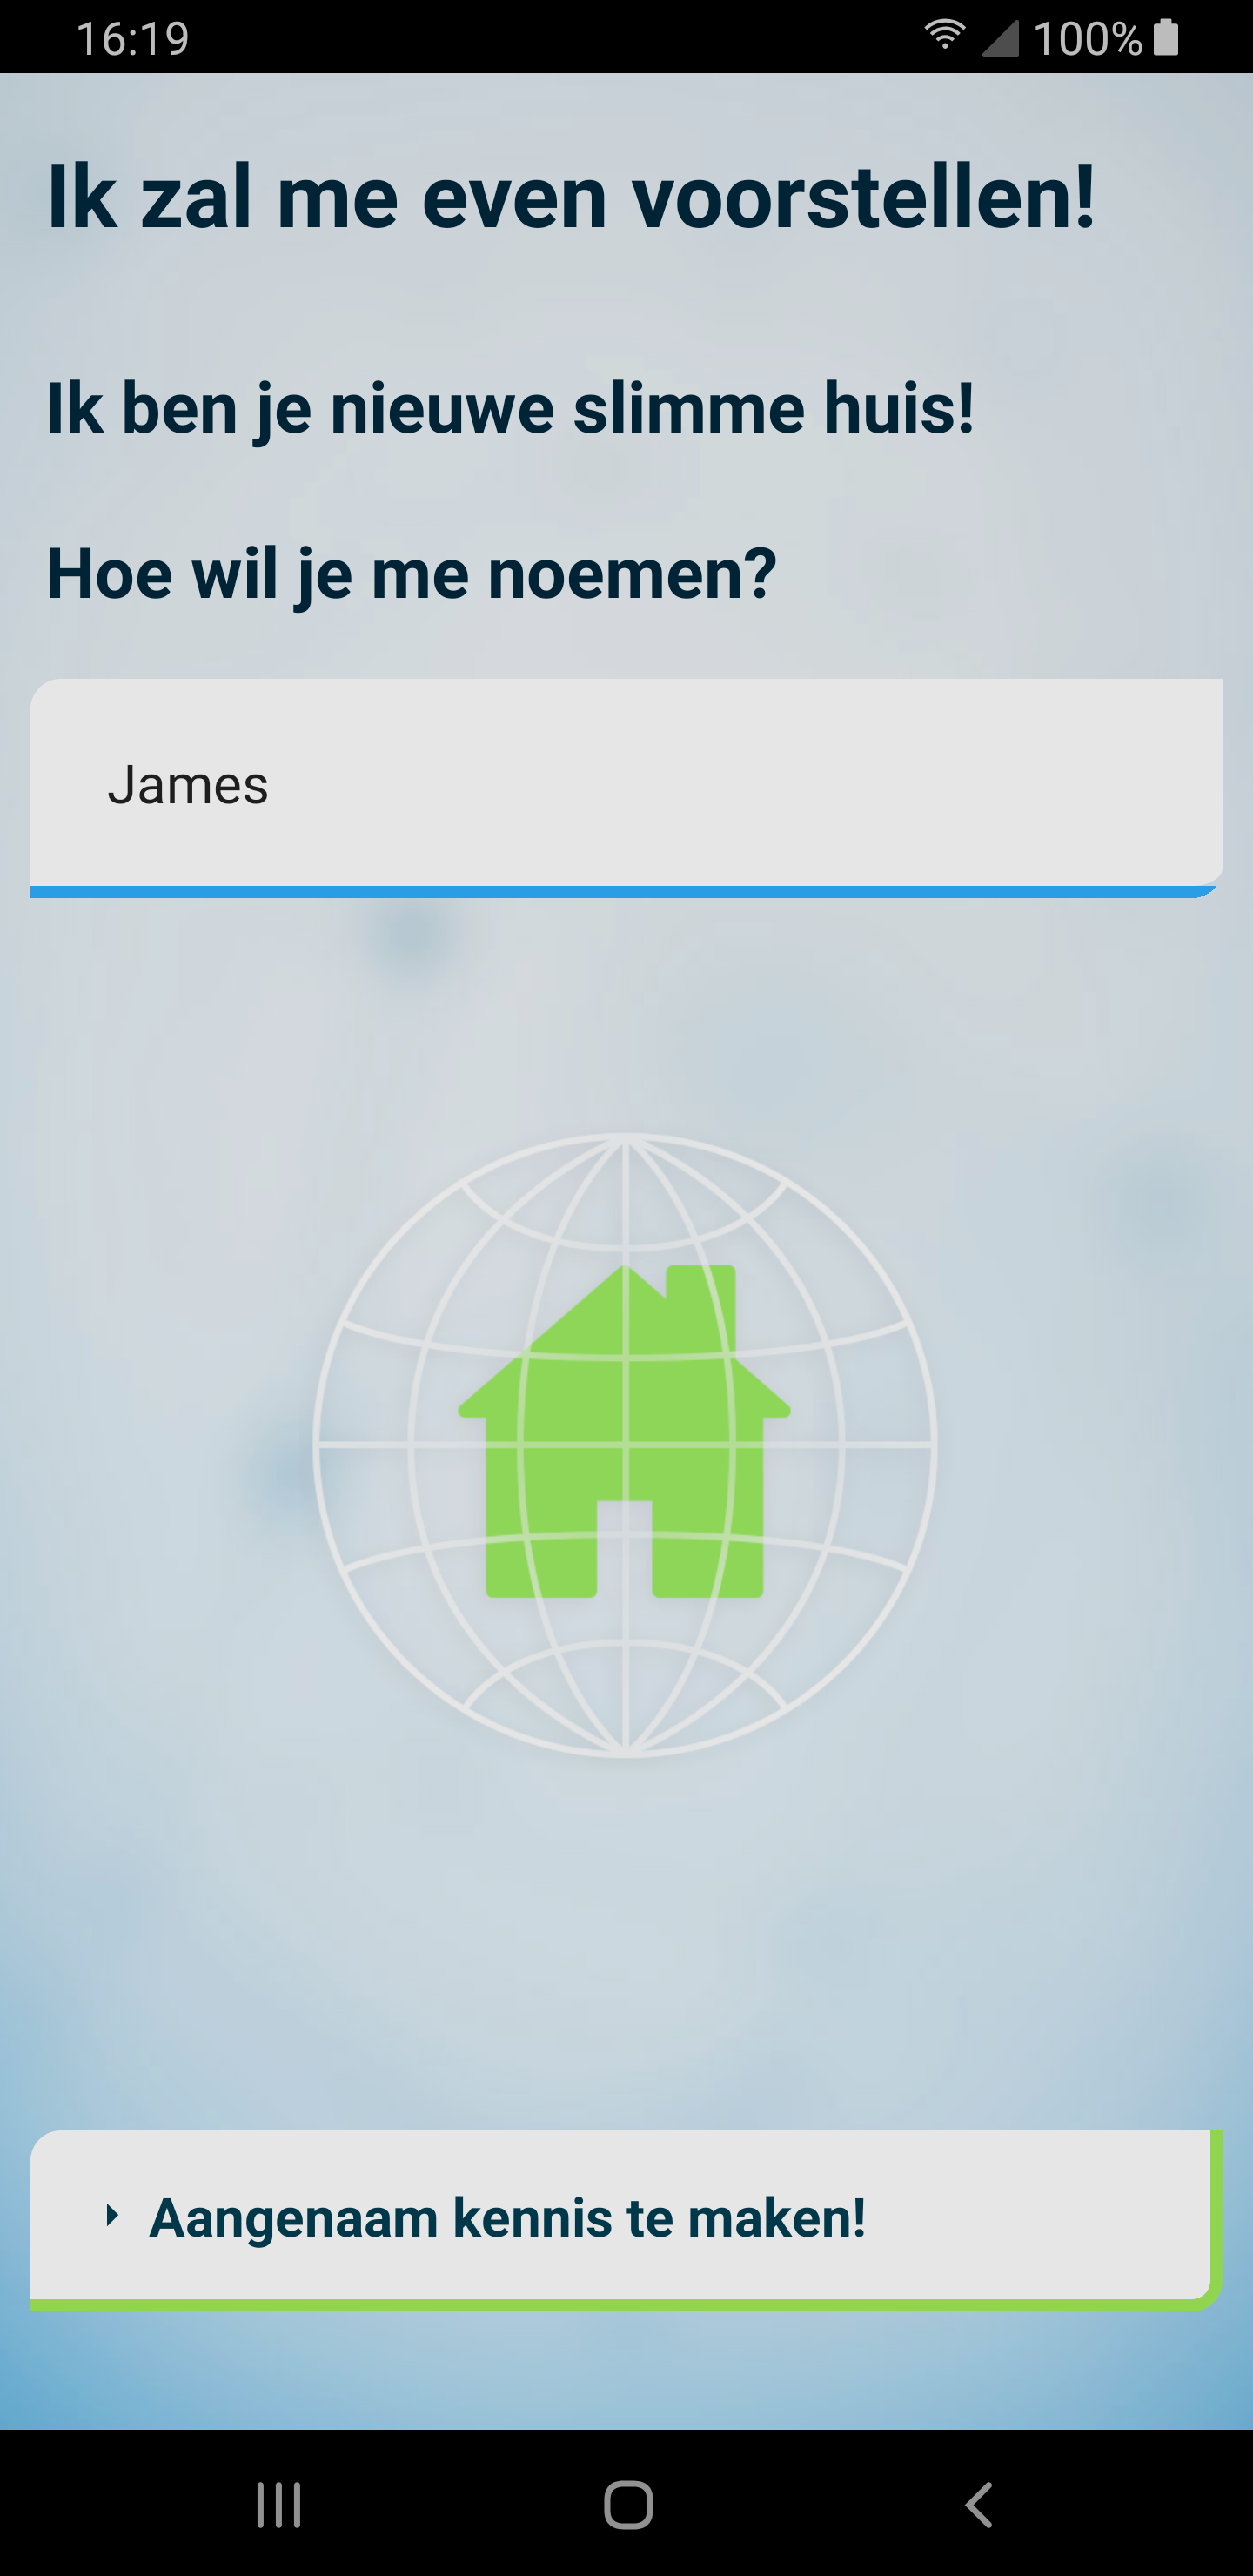 16:19
100%
Ik zal me even voorstellen!
Ik ben je nieuwe slimme huis!
Hoe wil je me noemen?
James
Aangenaam kennis te maken!